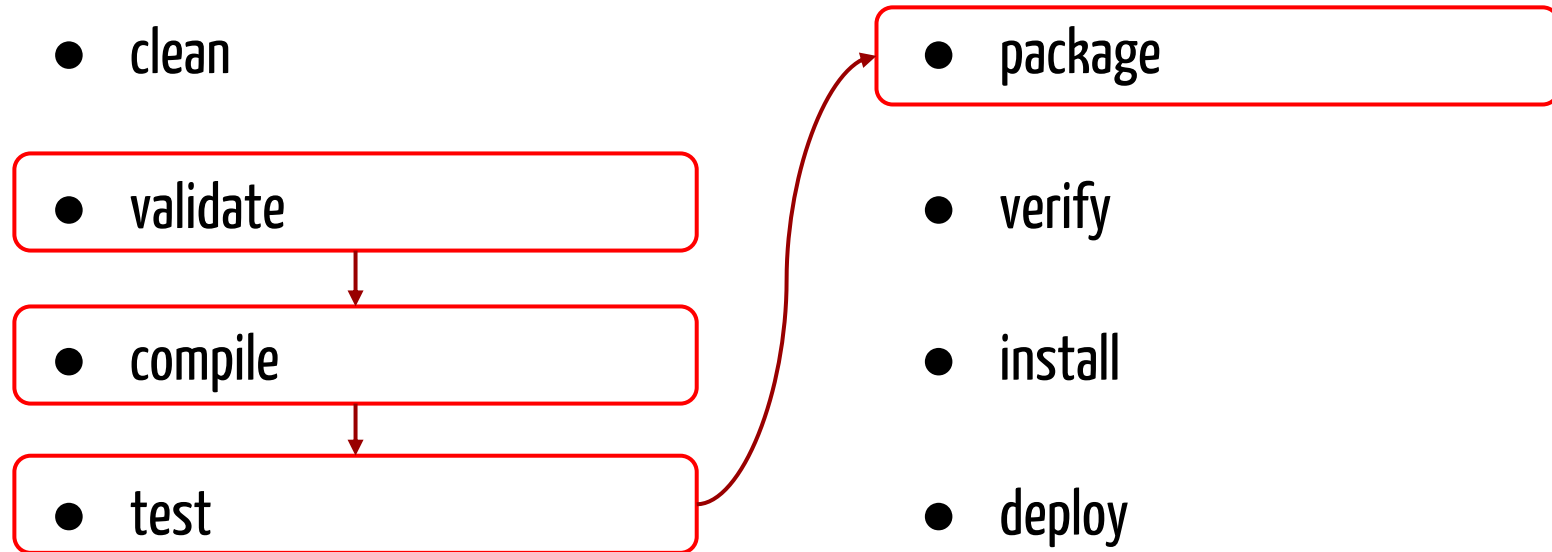 ● clean
● validate
● compile
● test
● package
● verify
● install
● deploy